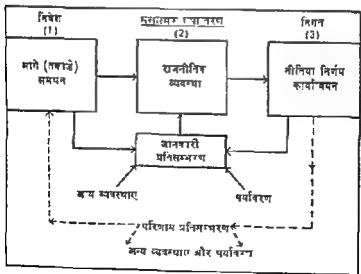 निवेश
(1)
रूपान्तरण
(2)
निर्गत
(3)
मांगे (तकाजे)
समर्थन
राजनीतिक
व्यवस्था
नीतियां निर्णय
कार्यान्वयन
जानकारी
प्रतिसम्भरण
अन्य व्यवस्थाएं
पर्यावरण
परिणाम प्रतिसम्भरण
अन्य व्यवस्थाएं और पर्यावरण